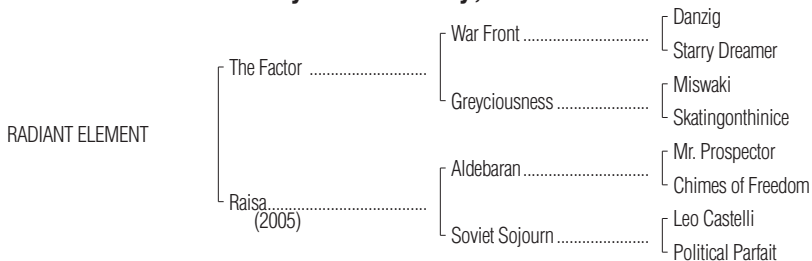 Danzig
War Front ..............................
Starry Dreamer
The Factor ............................
Miswaki
Greyciousness ......................
Skatingonthinice
RADIANT ELEMENT
Mr. Prospector
Aldebaran ..............................
Chimes of Freedom
Raisa......................................
(2005)
Leo Castelli
Soviet Sojourn ......................
Political Parfait